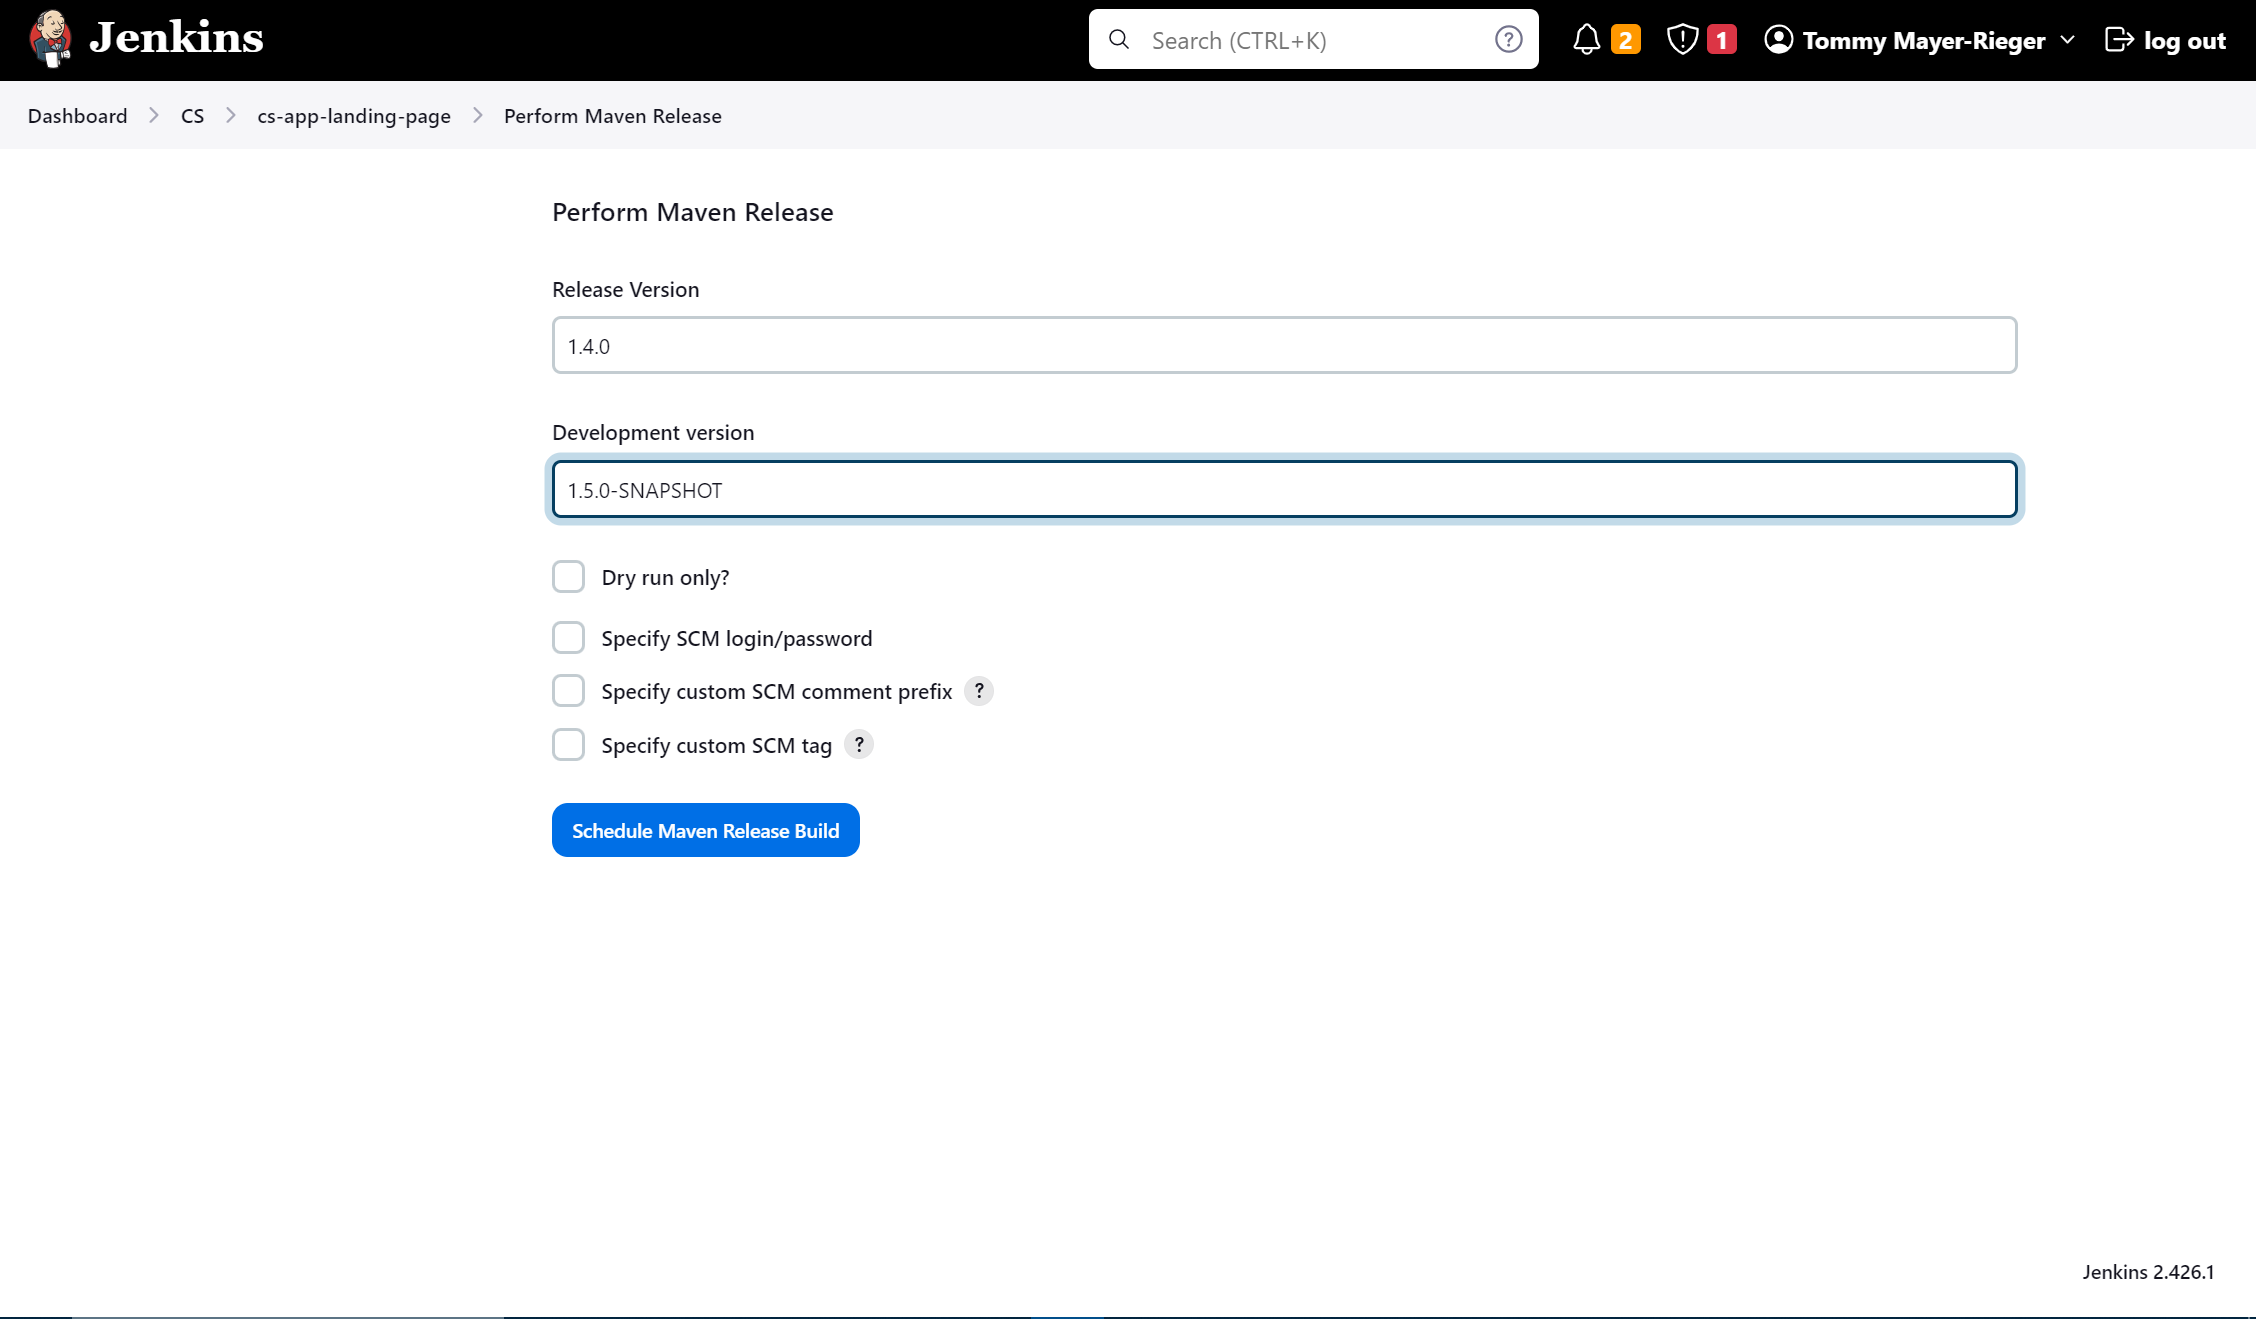 Jenkins
Search (CTRL+K)
?
2
1
Tommy Mayer-Rieger
log out
Dashboard
CS
cs-app-landing-page
Perform Maven Release
Perform Maven Release
Release Version
1.4.0
Development version
1.5.0-SNAPSHOT
Dry run only?
Specify SCM login/password
Specify custom SCM comment prefix ?
Specify custom SCM tag ?
Schedule Maven Release Build
Jenkins 2.426.1